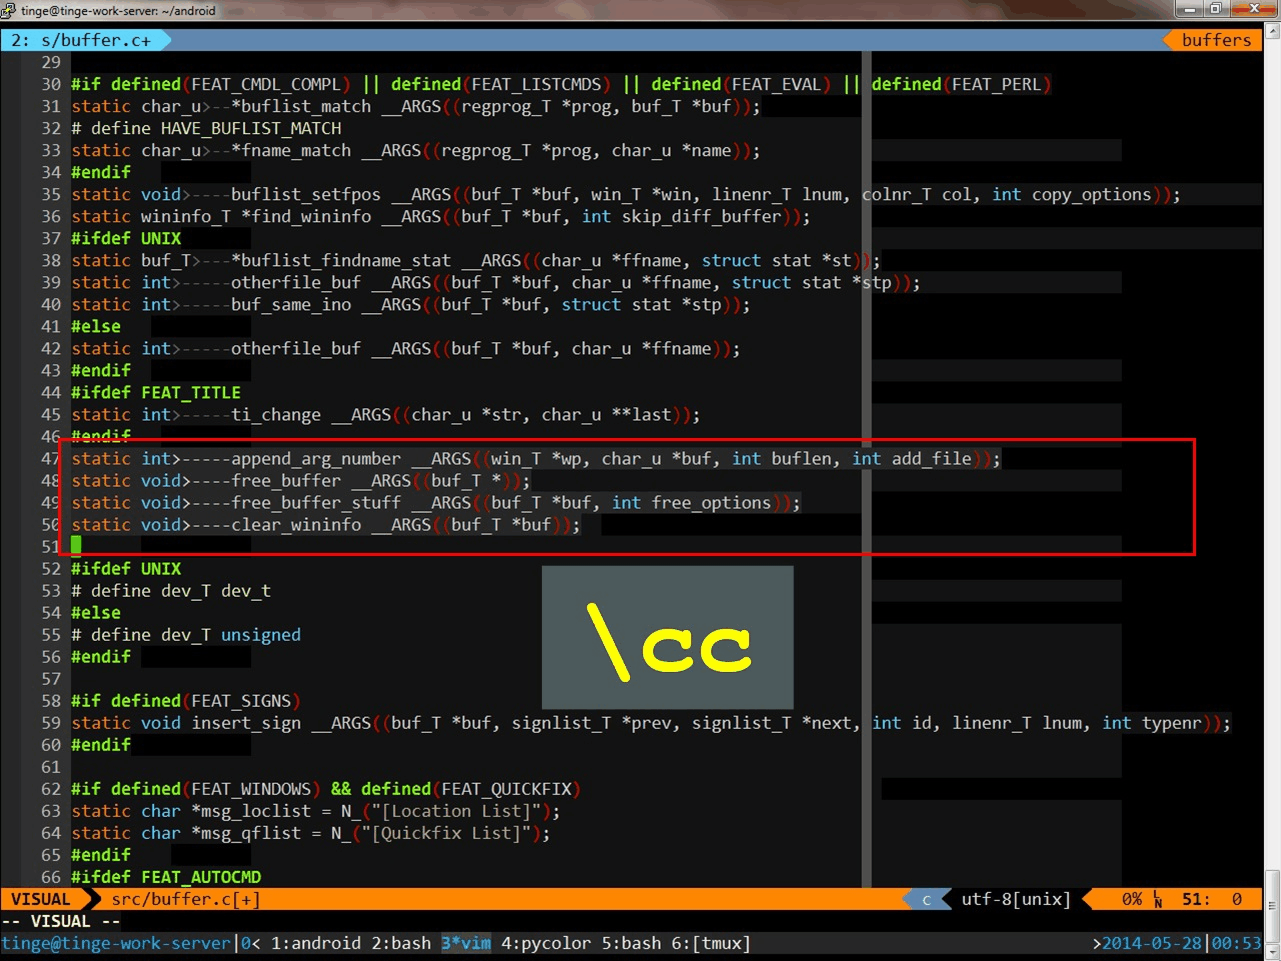 tinge@tinge-work-server: ~/android
2: s/buffer.c+ buffers
29
30 #if defined(FEAT_CMDL_COMPL) || defined(FEAT_LISTCMDS) || defined(FEAT_EVAL) || defined(FEAT_PERL)
31 static char_u>--*buflist_match __ARGS((regprog_T *prog, buf_T *buf));
32 # define HAVE_BUFLIST_MATCH
33 static char_u>--*fname_match __ARGS((regprog_T *prog, char_u *name));
34 #endif
35 static void>----buflist_setfpos __ARGS((buf_T *buf, win_T *win, linenr_T lnum, colnr_T col, int copy_options));
36 static wininfo_T *find_wininfo __ARGS((buf_T *buf, int skip_diff_buffer));
37 #ifdef UNIX
38 static buf_T>---*buflist_findname_stat __ARGS((char_u *ffname, struct stat *st));
39 static int>-----otherfile_buf __ARGS((buf_T *buf, char_u *ffname, struct stat *stp));
40 static int>-----buf_same_ino __ARGS((buf_T *buf, struct stat *stp));
41 #else
42 static int>-----otherfile_buf __ARGS((buf_T *buf, char_u *ffname));
43 #endif
44 #ifdef FEAT_TITLE
45 static int>-----ti_change __ARGS((char_u *str, char_u **last));
46 #endif
47 static int>-----append_arg_number __ARGS((win_T *wp, char_u *buf, int buflen, int add_file));
48 static void>----free_buffer __ARGS((buf_T *));
49 static void>----free_buffer_stuff __ARGS((buf_T *buf, int free_options));
50 static void>----clear_wininfo __ARGS((buf_T *buf));
51
52 #ifdef UNIX
53 # define dev_T dev_t
54 #else
55 # define dev_T unsigned
56 #endif
57
\cc
58 #if defined(FEAT_SIGNS)
59 static void insert_sign __ARGS((buf_T *buf, signlist_T *prev, signlist_T *next, int id, linenr_T lnum, int typenr));
60 #endif
61
62 #if defined(FEAT_WINDOWS) && defined(FEAT_QUICKFIX)
63 static char *msg_loclist = N_("[Location List]");
64 static char *msg_qflist = N_("[Quickfix List]");
65 #endif
66 #ifdef FEAT_AUTOCMD
VISUAL src/buffer.c[+] c utf-8[unix] 0% LN 51: 0
-- VISUAL --
tinge@tinge-work-server|0< 1:android 2:bash 3*vim 4:pycolor 5:bash 6:[tmux] >2014-05-28|00:53